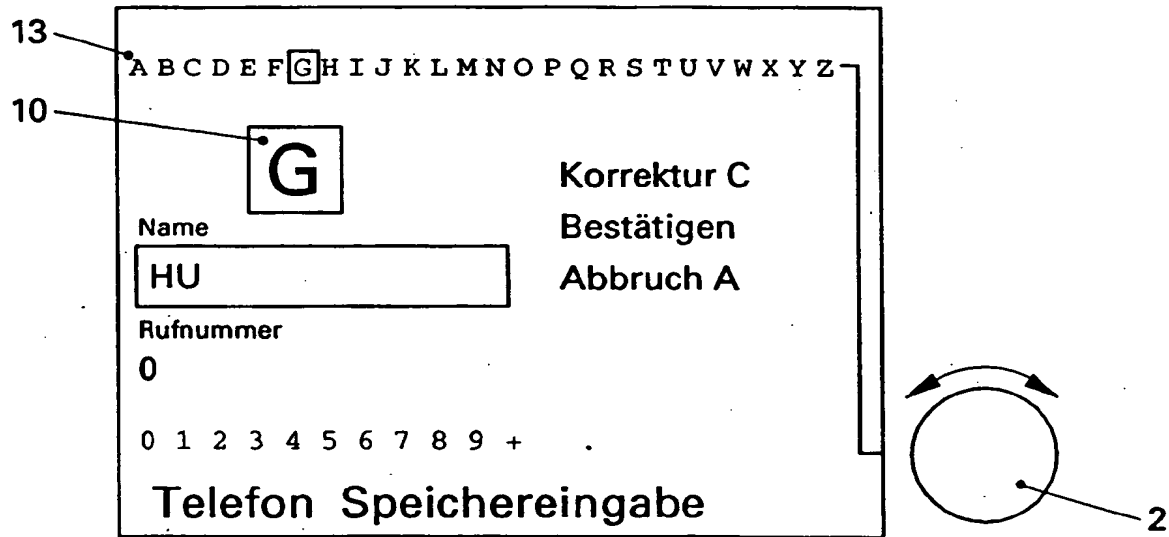 13
A B C D E F G H I J K L M N O P Q R S T U V W X Y Z
10
G
Korrektur C
Name
Bestätigen
HU
Abbruch A
Rufnummer
0
0 1 2 3 4 5 6 7 8 9 + .
Telefon Speichereingabe
2